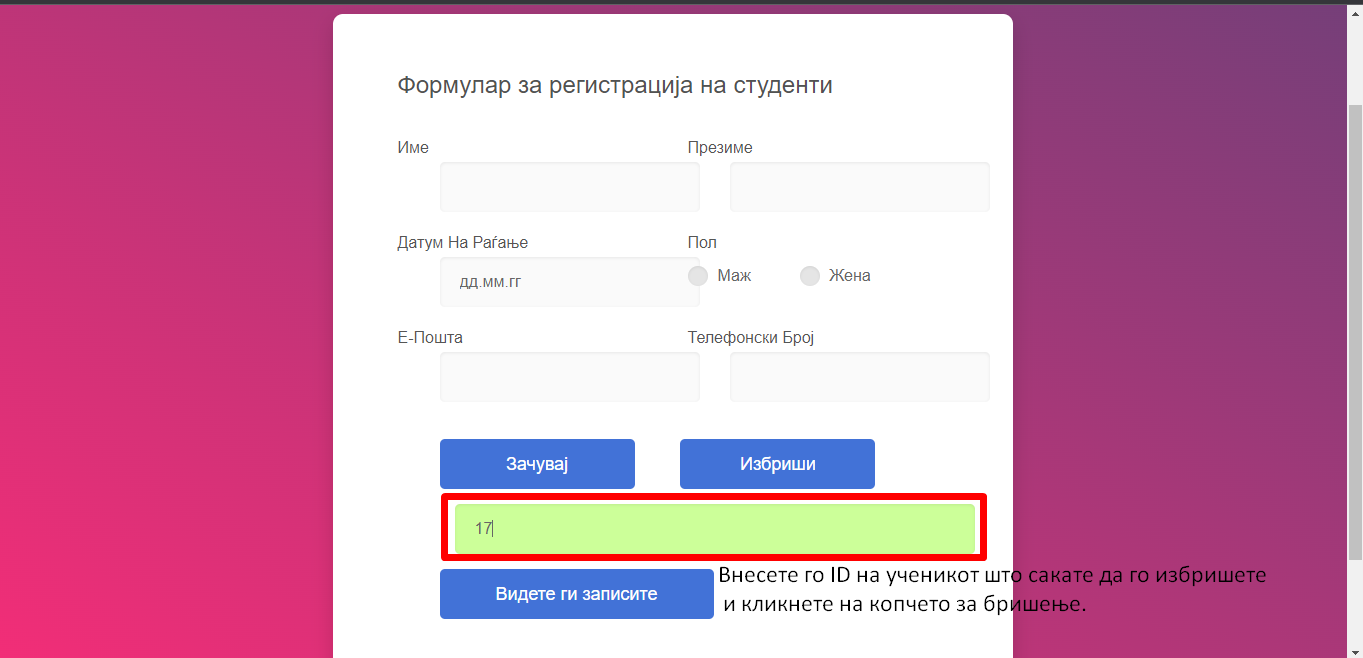 Формулар за регистрација на студенти
Име Презиме
Датум На Раѓање Пол
дд.мм.гг Маж Жена
Е-Пошта Телефонски Број
Зачувај Избриши
17
Видете ги записите
Внесете го ID на ученикот што сакате да го избришете
и кликнете на копчето за бришење.